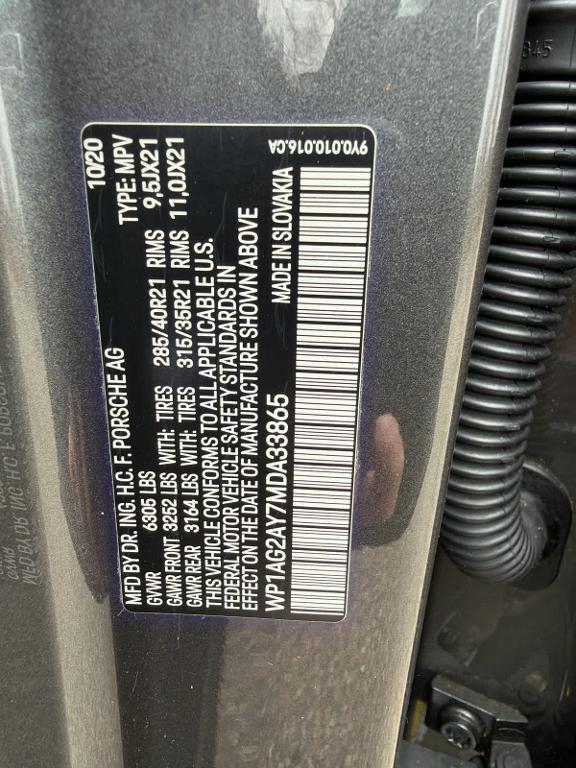 MFD BY DR. ING. H.C. F. PORSCHE AG 10/20
GVWR 6305 LBS TYPE: MPV
GAWR FRONT 3252 LBS WITH: TIRES 285/40R21 RIMS 9,5JX21
GAWR REAR 3164 LBS WITH: TIRES 315/35R21 RIMS 11,0JX21
THIS VEHICLE CONFORMS TO ALL APPLICABLE U.S.
FEDERAL MOTOR VEHICLE SAFETY STANDARDS IN
EFFECT ON THE DATE OF MANUFACTURE SHOWN ABOVE
WP1AG2AY7MDA33865
MADE IN SLOVAKIA
9Y0.010.016.CA
345